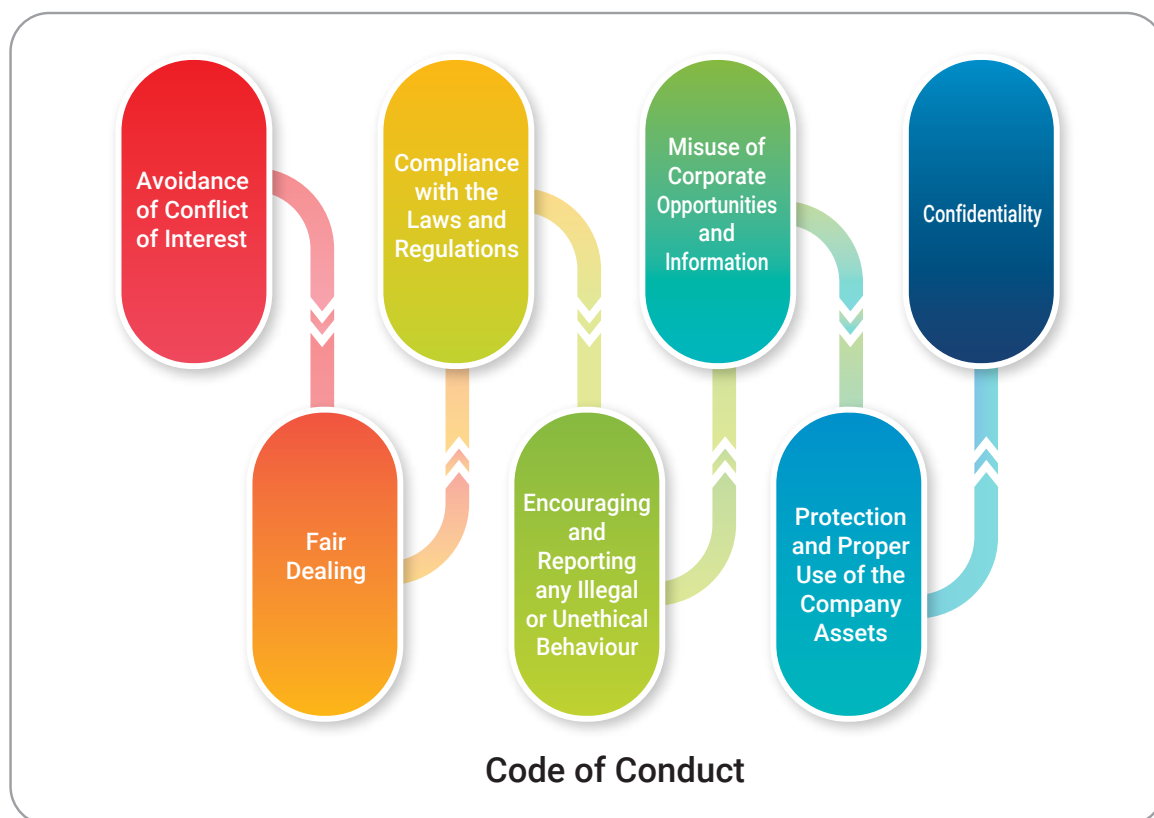 Avoidance
of Conflict
of Interest
Fair
Dealing
Compliance
with the
Laws and
Regulations
Encouraging
and
Reporting
any Illegal
or Unethical
Behaviour
Misuse of
Corporate
Opportunities
and
Information
Protection
and Proper
Use of the
Company
Assets
Confidentiality
Code of Conduct